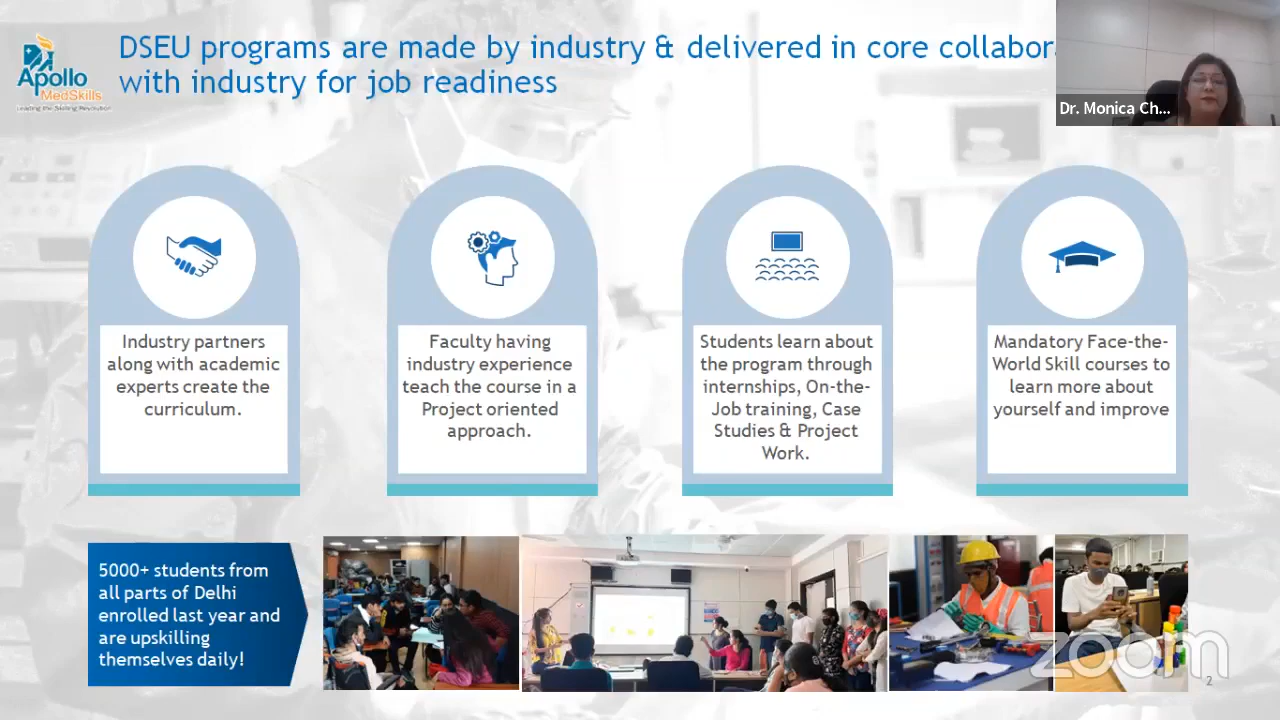 Apollo
MedSkills
Leading the Skilling Revolution
DSEU programs are made by industry & delivered in core
with industry for job readiness
Dr. Monica Ch...
Industry partners
along with academic
experts create the
curriculum.
Faculty having
industry experience
teach the course in a
Project oriented
approach.
Students learn about
the program through
internships, On-the-
Job training, Case
Studies & Project
Work.
Mandatory Face-the-
World Skill courses to
learn more about
yourself and improve
5000+ students from
all parts of Delhi
enrolled last year and
are upskilling
themselves daily!
zoom
2